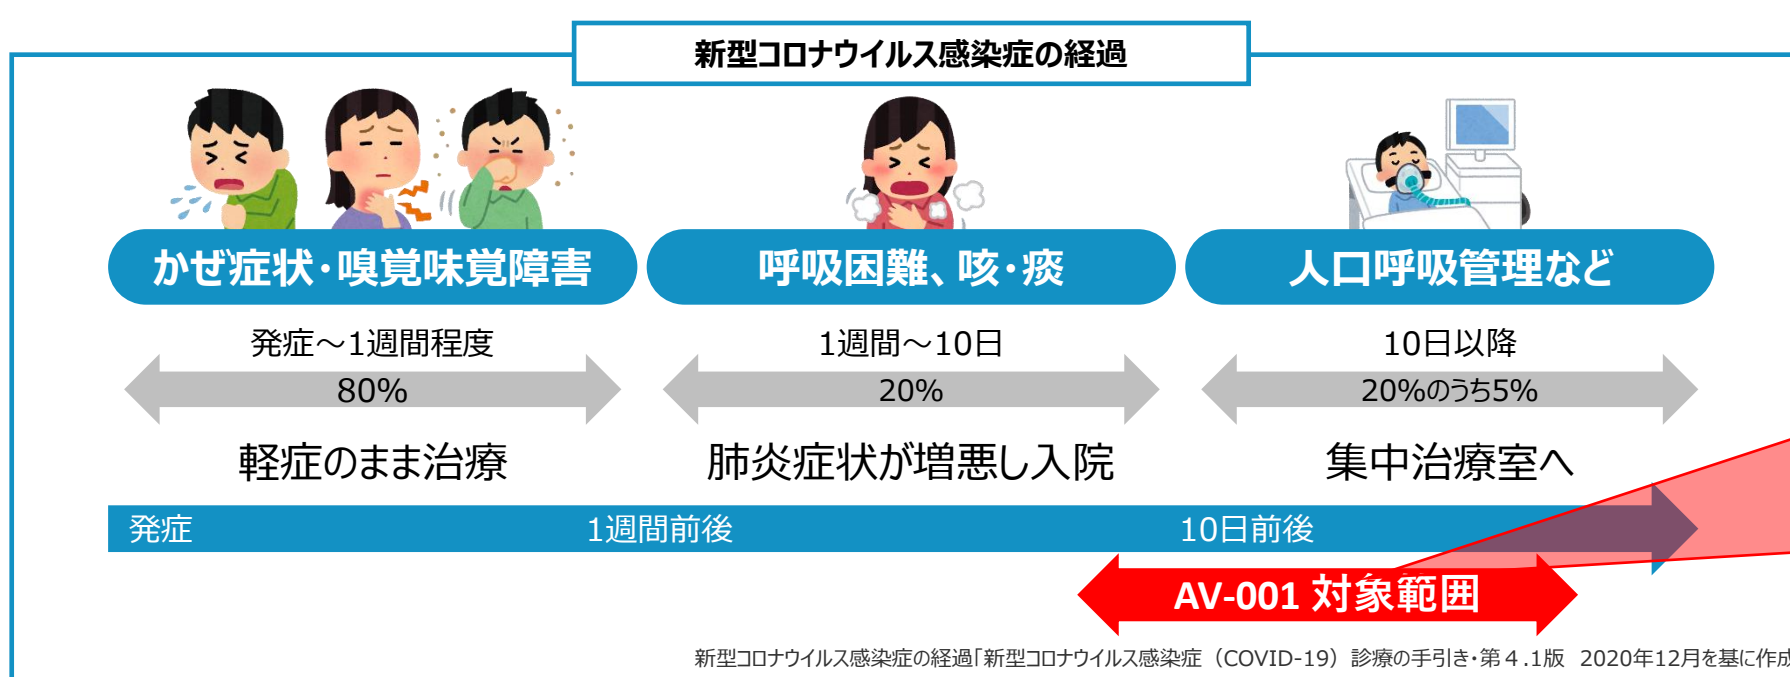 新型コロナウイルス感染症の経過
かぜ症状・嗅覚味覚障害
呼吸困難、咳・痰
人口呼吸管理など
発症～1週間程度
1週間～10日
10日以降
80%
20%
20%のうち5%
軽症のまま治療
肺炎症状が増悪し入院
集中治療室へ
発症
1週間前後
10日前後
AV-001 対象範囲
新型コロナウイルス感染症の経過「新型コロナウイルス感染症（COVID-19）診療の手引き・第４.1版 2020年12月を基に作成